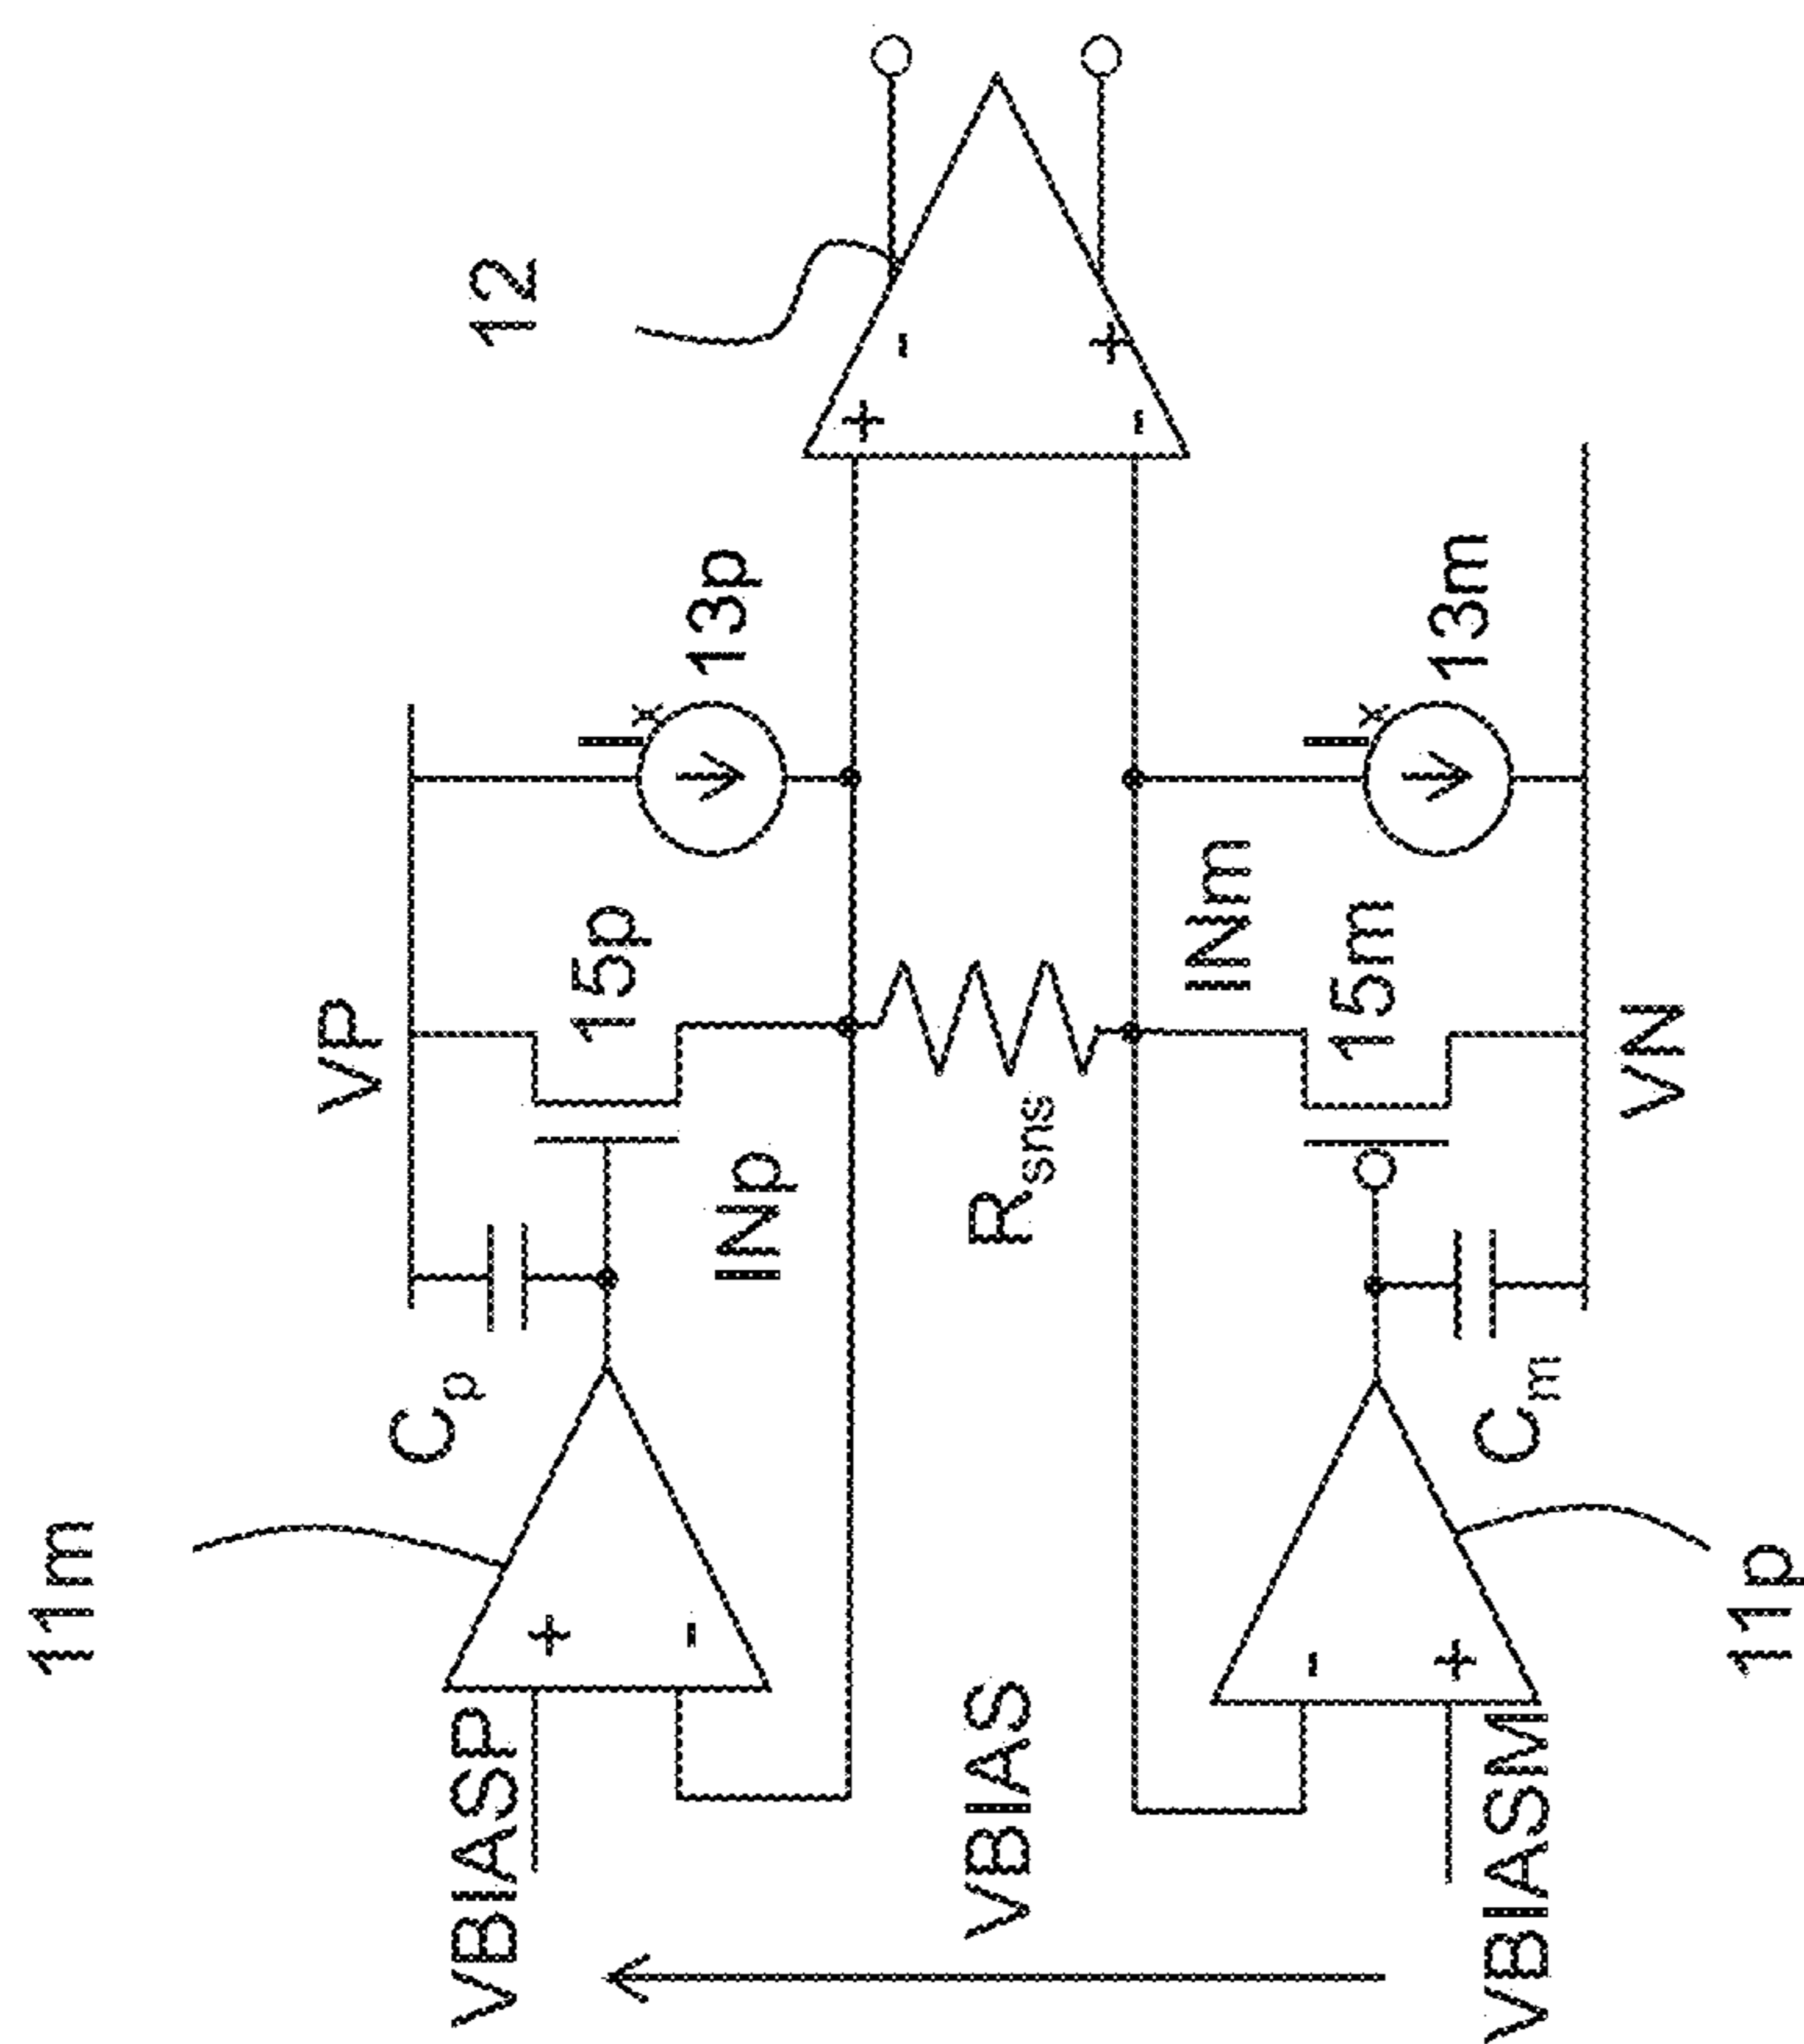 11m
VBIASP
+
-
Cp
VP
INp
15p
Ix
13p
12
+
-
-
+
VBIAS
Rsns
INm
15m
Ix
13m
VBIASM
-
+
Cm
VN
11p